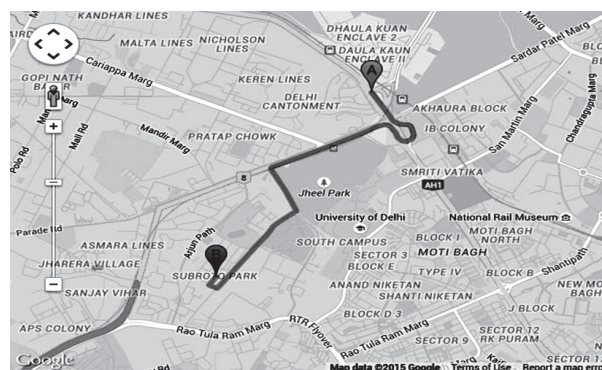 KANDHAR LINES
DHAULA KUAN
ENCLAVE 2
DAULA KAUN
ENCLAVE II
Sardar Patel Marg
MALTA LINES
NICHOLSON
LINES
Cariappa Marg
KEREN LINES
GOPI NATH
A
DELHI
CANTONMENT
AKHAURA BLOCK
IB COLONY
San Martin Marg
Chandragupta Marg
Polo Rd
Mall Rd
Mandir Marg
PRATAP CHOWK
8
SMRITI VATIKA
AH1
Jheel Park
University of Delhi
National Rail Museum
SOUTH CAMPUS
Arjun Path
ASMARA LINES
JHARERA VILLAGE
B
SUBROTO PARK
SANJAY VIHAR
BLOCK I
MOTI BAGH
NORTH
MOTI BAGH
SECTOR 3
BLOCK E
TYPE IV
BLOCK B
Shantipath
ANAND NIKETAN
SHANTI NIKETAN
BLOCK D 3
J BLOCK
APS COLONY
Rao Tula Ram Marg
RTR Flyover
Rao Tula Ram Marg
SECTOR 9
SECTOR 12
RK PURAM
Google
Map data ©2015 Google
Terms of Use